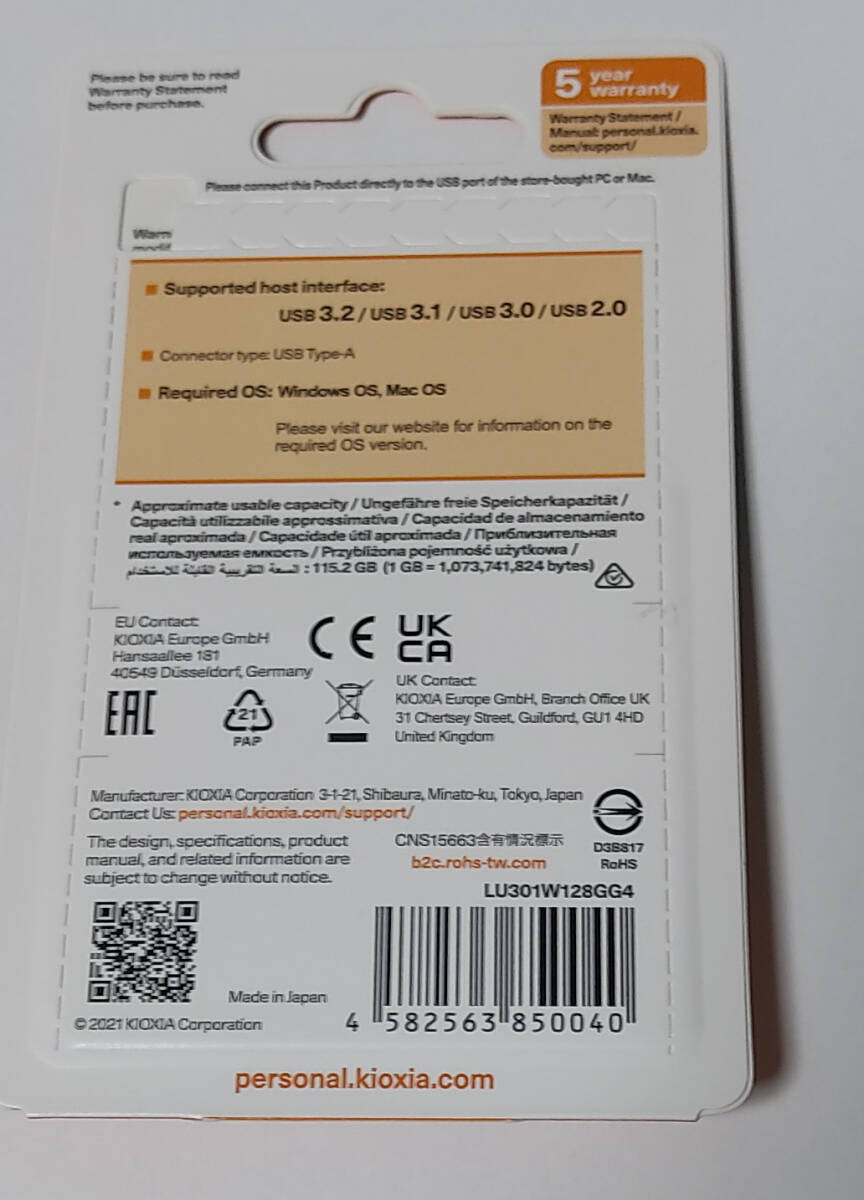 Please be sure to read
Warranty Statement
before purchase.
5 year
warranty
Warranty Statement /
Manual: personal.kioxia.
com/support/
Please connect this Product directly to the USB port of the store-bought PC or Mac.
Supported host interface:
USB 3.2 / USB 3.1 / USB 3.0 / USB 2.0
Connector type: USB Type-A
Required OS: Windows OS, Mac OS
Please visit our website for information on the
required OS version.
* Approximate usable capacity / Ungefähre freie Speicherkapazität /
Capacità utilizzabile approssimativa / Capacidad de almacenamiento
real aproximada / Capacidade útil aproximada / Приблизительная
используемая емкость / Przybliżona pojemność użytkowa /
السعة التقريبية القابلة للاستخدام : 115.2 GB (1 GB = 1,073,741,824 bytes)
EU Contact:
KIOXIA Europe GmbH
Hansaallee 181
40549 Düsseldorf, Germany
CE
UK
CA
EAC
21
PAP
UK Contact:
KIOXIA Europe GmbH, Branch Office UK
31 Chertsey Street, Guildford, GU1 4HD
United Kingdom
Manufacturer: KIOXIA Corporation 3-1-21, Shibaura, Minato-ku, Tokyo, Japan
Contact Us: personal.kioxia.com/support/
The design, specifications, product
manual, and related information are
subject to change without notice.
CNS15663含有情況標示
b2c.rohs-tw.com
D3B817
RoHS
LU301W128GG4
Made in Japan
© 2021 KIOXIA Corporation
4 582563 850040
personal.kioxia.com